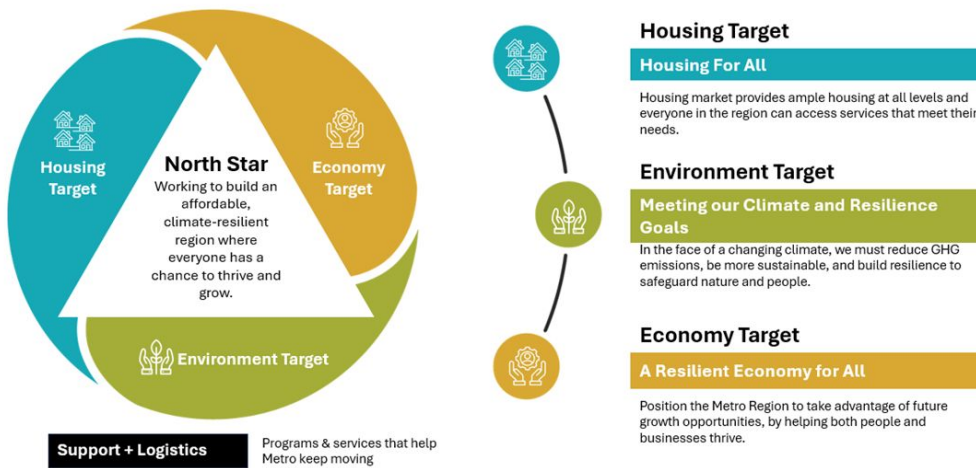 Housing
Target
Economy
Target
North Star
Working to build an
affordable,
climate-resilient
region where
everyone has a
chance to thrive and
grow.
Environment Target
Support + Logistics
Programs & services that help
Metro keep moving
Housing Target
Housing For All
Housing market provides ample housing at all levels and
everyone in the region can access services that meet their
needs.
Environment Target
Meeting our Climate and Resilience
Goals
In the face of a changing climate, we must reduce GHG
emissions, be more sustainable, and build resilience to
safeguard nature and people.
Economy Target
A Resilient Economy for All
Position the Metro Region to take advantage of future
growth opportunities, by helping both people and
businesses thrive.